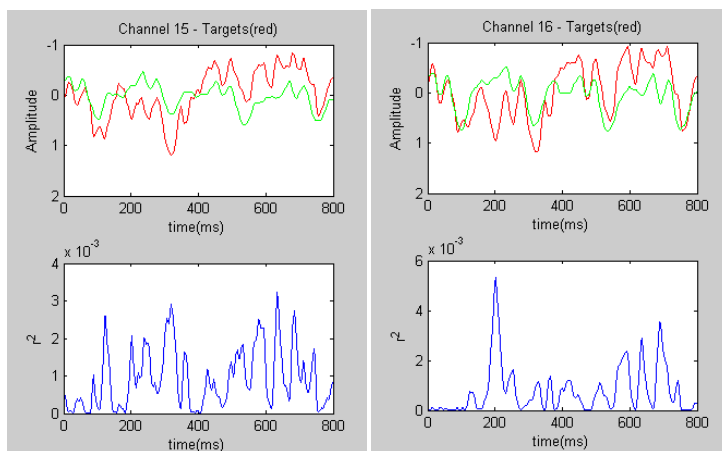 Channel 15 - Targets(red)
-1
0
1
2
Amplitude
0 200 400 600 800
time(ms)
x 10^-3
4
3
2
1
0
r^2
0 200 400 600 800
time(ms)
Channel 16 - Targets(red)
-1
0
1
2
Amplitude
0 200 400 600 800
time(ms)
x 10^-3
6
4
2
0
r^2
0 200 400 600 800
time(ms)